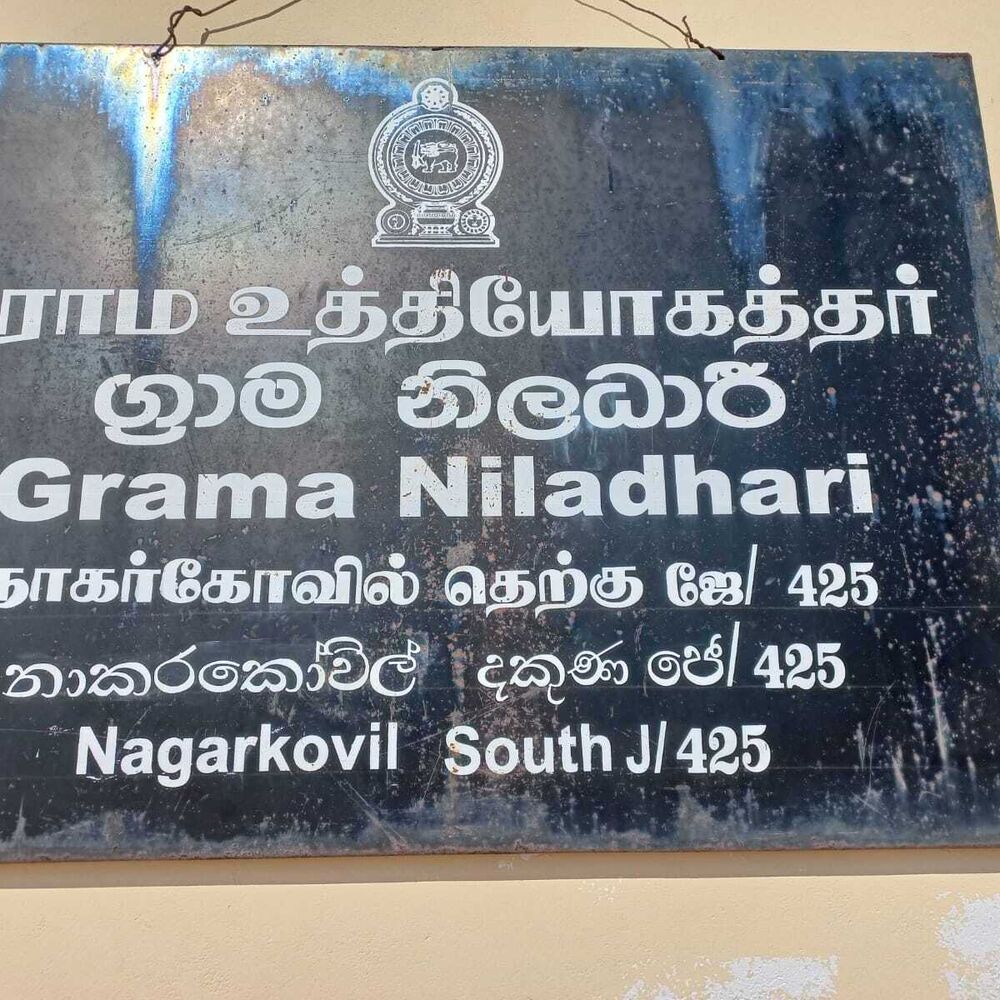 ராம உத்தியோகத்தர்
ග්‍රාම නිලධාරී
Grama Niladhari
நாகர்கோவில் தெற்கு ஜே/ 425
නාකරකෝවිල් දකුණ ජේ/ 425
Nagarkovil South J/ 425